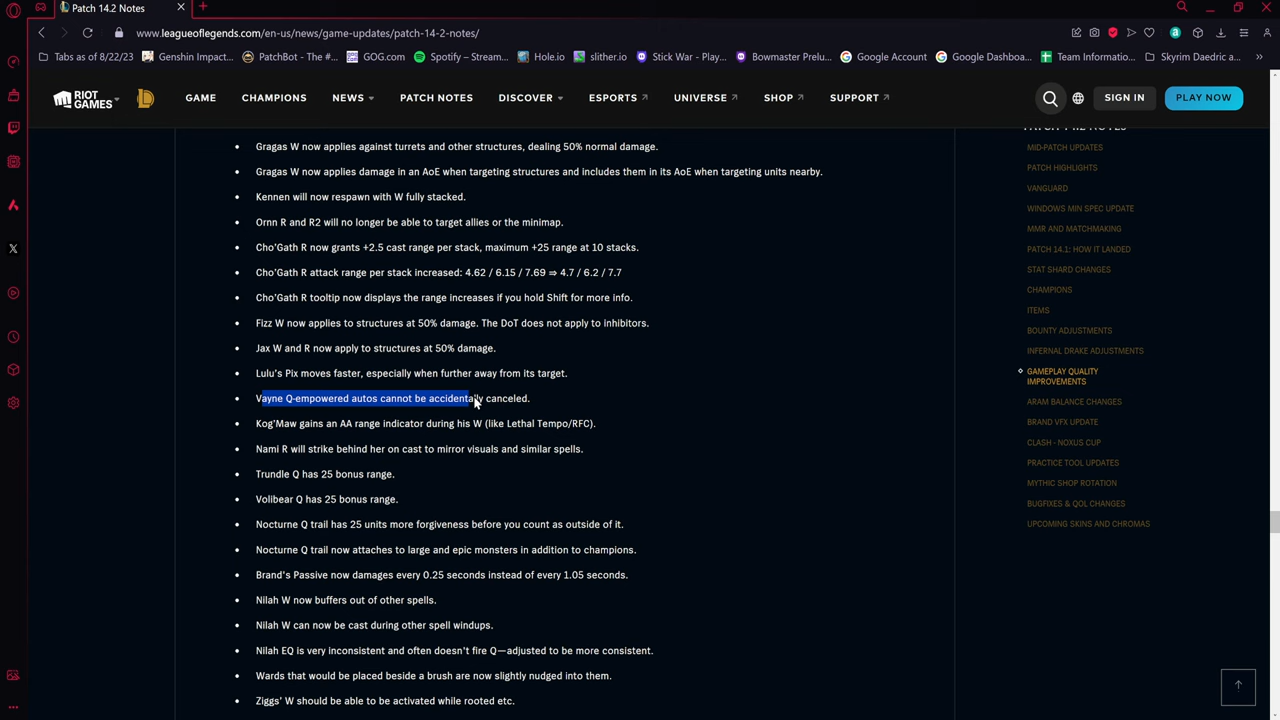 Patch 14.2 Notes
www.leagueoflegends.com/en-us/news/game-updates/patch-14-2-notes/
Tabs as of 8/22/23
Genshin Impact...
PatchBot - The #...
GOG.com
Spotify – Stream...
Hole.io
slither.io
Stick War - Play...
Bowmaster Prelu...
Google Account
Google Dashboa...
Team Informatio...
Skyrim Daedric ...
RIOT GAMES
GAME
CHAMPIONS
NEWS
PATCH NOTES
DISCOVER
ESPORTS
UNIVERSE
SHOP
SUPPORT
SIGN IN
PLAY NOW
Gragas W now applies against turrets and other structures, dealing 50% normal damage.
Gragas W now applies damage in an AoE when targeting structures and includes them in its AoE when targeting units nearby.
Kennen will now respawn with W fully stacked.
Ornn R and R2 will no longer be able to target allies or the minimap.
Cho'Gath R now grants +2.5 cast range per stack, maximum +25 range at 10 stacks.
Cho'Gath R attack range per stack increased: 4.62 / 6.15 / 7.69 ⇒ 4.7 / 6.2 / 7.7
Cho'Gath R tooltip now displays the range increases if you hold Shift for more info.
Fizz W now applies to structures at 50% damage. The DoT does not apply to inhibitors.
Jax W and R now apply to structures at 50% damage.
Lulu's Pix moves faster, especially when further away from its target.
Vayne Q-empowered autos cannot be accidentally canceled.
Kog'Maw gains an AA range indicator during his W (like Lethal Tempo/RFC).
Nami R will strike behind her on cast to mirror visuals and similar spells.
Trundle Q has 25 bonus range.
Volibear Q has 25 bonus range.
Nocturne Q trail has 25 units more forgiveness before you count as outside of it.
Nocturne Q trail now attaches to large and epic monsters in addition to champions.
Brand's Passive now damages every 0.25 seconds instead of every 1.05 seconds.
Nilah W now buffers out of other spells.
Nilah W can now be cast during other spell windups.
Nilah EQ is very inconsistent and often doesn't fire Q—adjusted to be more consistent.
Wards that would be placed beside a brush are now slightly nudged into them.
Ziggs' W should be able to be activated while rooted etc.
PATCH 14.2 NOTES
MID-PATCH UPDATES
PATCH HIGHLIGHTS
VANGUARD
WINDOWS MIN SPEC UPDATE
MMR AND MATCHMAKING
PATCH 14.1: HOW IT LANDED
STAT SHARD CHANGES
CHAMPIONS
ITEMS
BOUNTY ADJUSTMENTS
INFERNAL DRAKE ADJUSTMENTS
GAMEPLAY QUALITY
IMPROVEMENTS
ARAM BALANCE CHANGES
BRAND VFX UPDATE
CLASH - NOXUS CUP
PRACTICE TOOL UPDATES
MYTHIC SHOP ROTATION
BUGFIXES & QOL CHANGES
UPCOMING SKINS AND CHROMAS